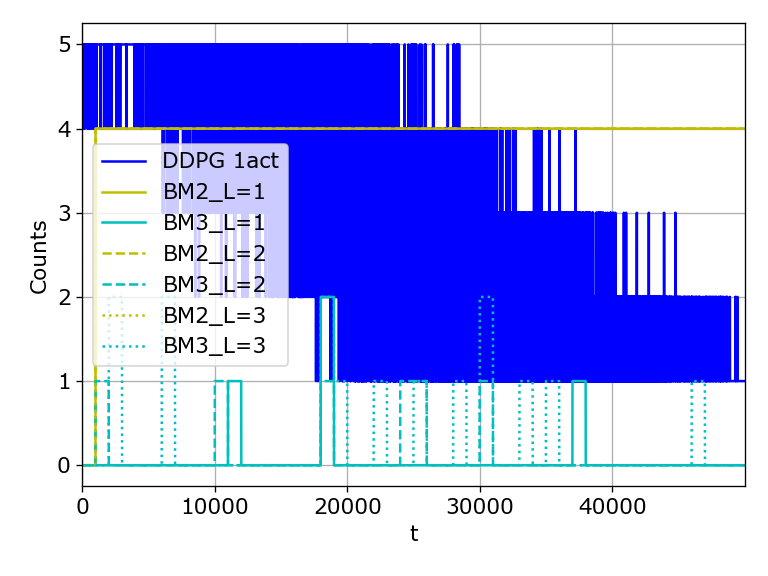 5
4
3
2
1
0
Counts
DDPG 1act
BM2_L=1
BM3_L=1
BM2_L=2
BM3_L=2
BM2_L=3
BM3_L=3
0
10000
20000
30000
40000
t